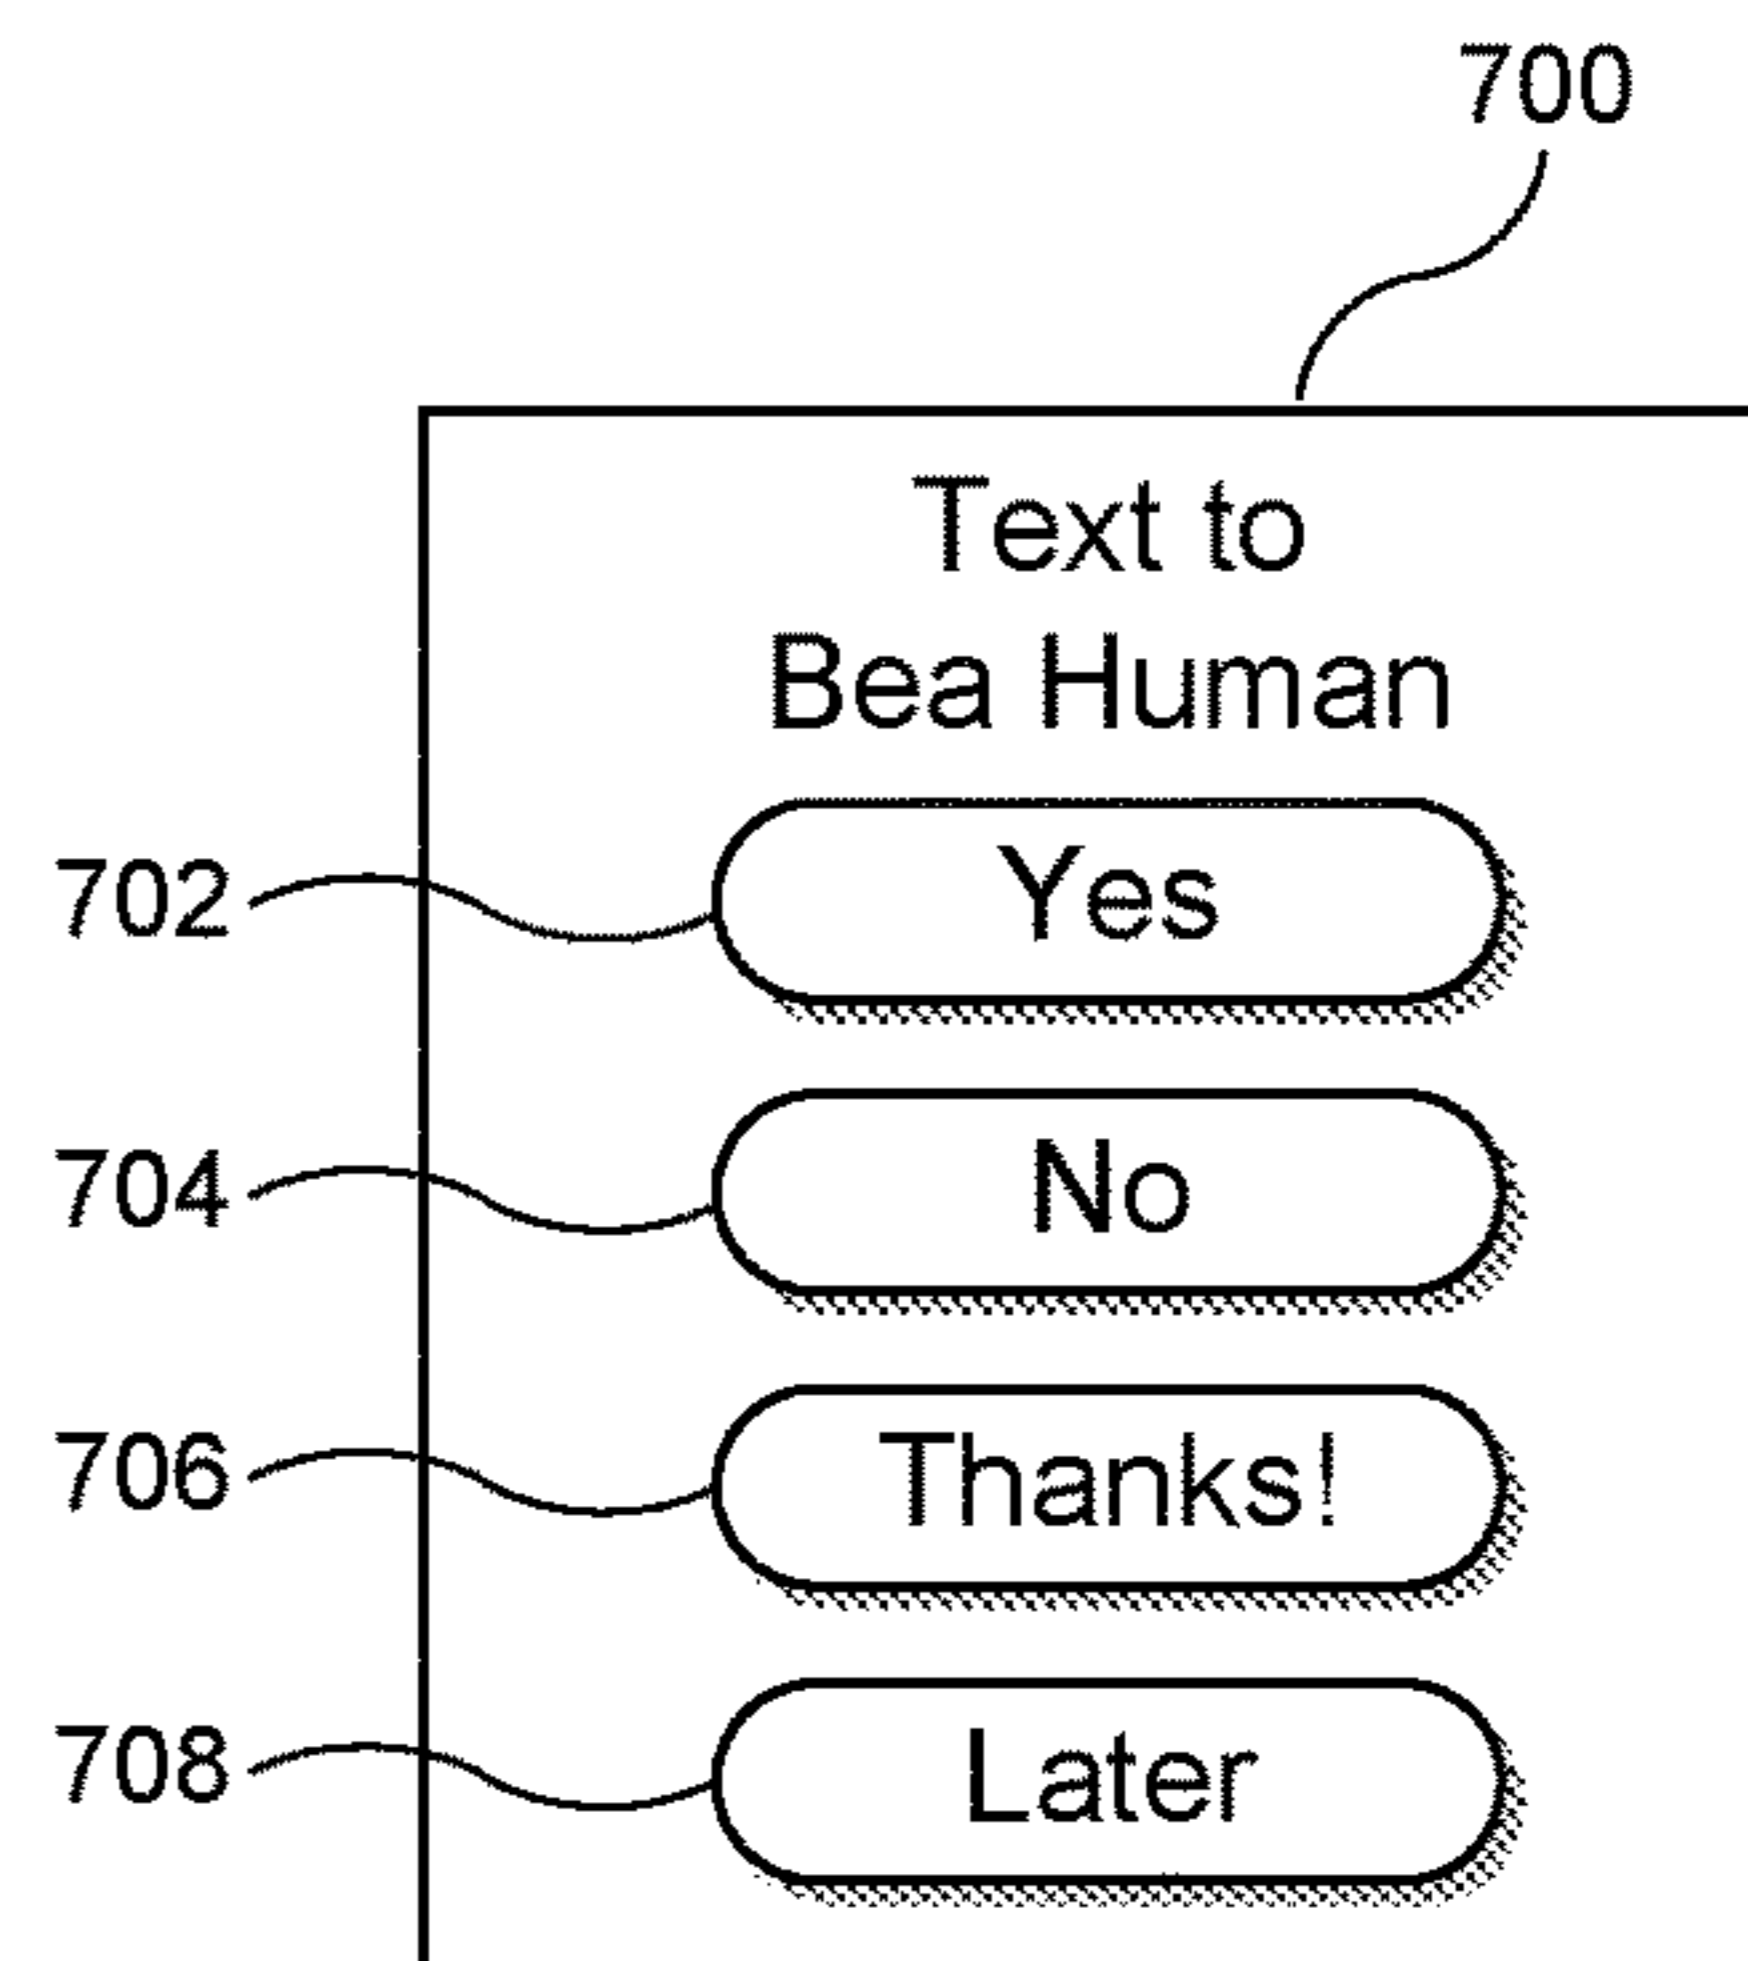 700
Text to
Bea Human
702 Yes
704 No
706 Thanks!
708 Later